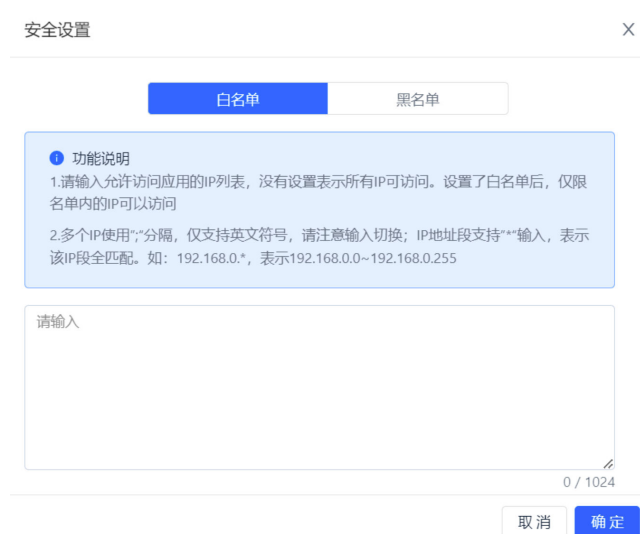 安全设置
白名单 黑名单
功能说明
1.请输入允许访问应用的IP列表，没有设置表示所有IP可访问。设置了白名单后，仅限
名单内的IP可以访问
2.多个IP使用";"分隔，仅支持英文符号，请注意输入切换；IP地址段支持"*"输入，表示
该IP段全匹配。如：192.168.0.*，表示192.168.0.0~192.168.0.255
请输入
0 / 1024
取消 确定